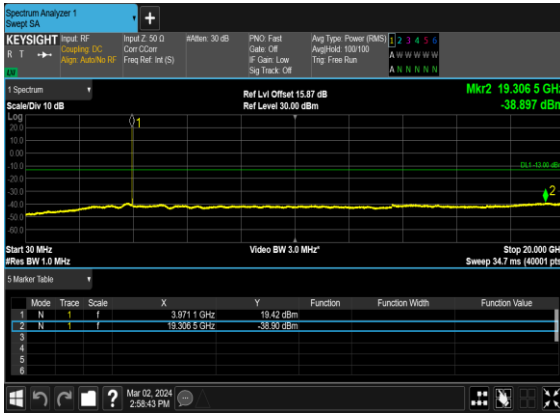 Spectrum Analyzer 1
Swept SA
+
KEYSIGHT
R T
Input: RF
Coupling: DC
Align: Auto/No RF
Input Z: 50 Ω
Corr CCorr
Freq Ref: Int (S)
#Atten: 30 dB
PNO: Fast
Gate: Off
IF Gain: Low
Sig Track: Off
Avg Type: Power (RMS)
Avg|Hold: 100/100
Trig: Free Run
1 2 3 4 5 6
A W W W W W
A N N N N N
1 Spectrum
Scale/Div 10 dB
Ref Lvl Offset 15.87 dB
Ref Level 30.00 dBm
Mkr2 19.306 5 GHz
-38.897 dBm
Log
20.0
10.0
0.00
-10.0
-20.0
-30.0
-40.0
-50.0
-60.0
1
DL1 -13.00 dBm
2
Start 30 MHz
#Res BW 1.0 MHz
Video BW 3.0 MHz*
Stop 20.000 GHz
Sweep 34.7 ms (40001 pts)
5 Marker Table
Mode Trace Scale X Y Function Function Width Function Value
1 N 1 f 3.971 1 GHz 19.42 dBm
2 N 1 f 19.306 5 GHz -38.90 dBm
3
4
5
6
?
Mar 02, 2024
2:58:43 PM